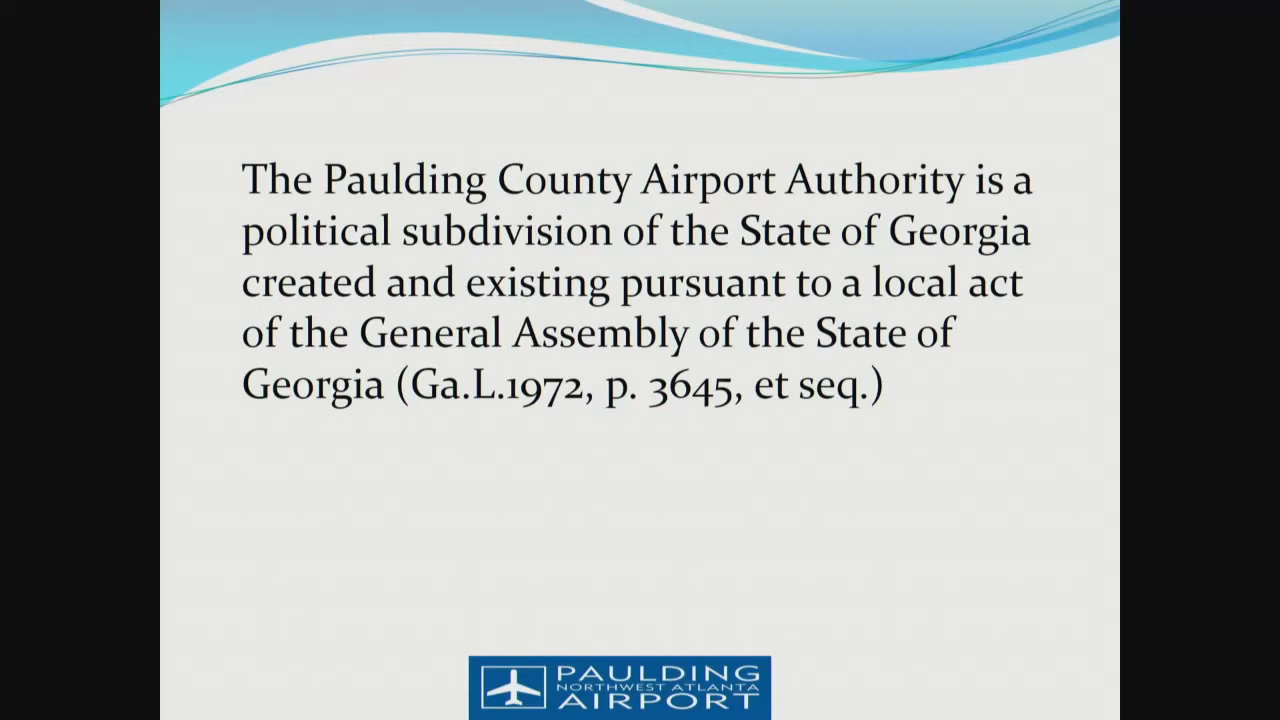 The Paulding County Airport Authority is a
political subdivision of the State of Georgia
created and existing pursuant to a local act
of the General Assembly of the State of
Georgia (Ga.L.1972, p. 3645, et seq.)
PAULDING
NORTHWEST ATLANTA
AIRPORT